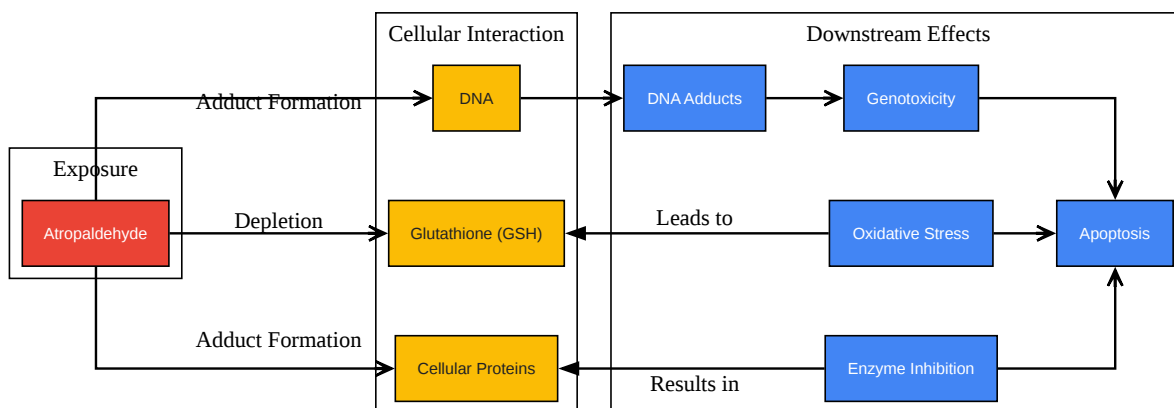 Cellular Interaction
Downstream Effects
Adduct Formation
DNA
DNA Adducts
Genotoxicity
Exposure
Atropaldehyde
Depletion
Glutathione (GSH)
Leads to
Oxidative Stress
Apoptosis
Adduct Formation
Cellular Proteins
Results in
Enzyme Inhibition